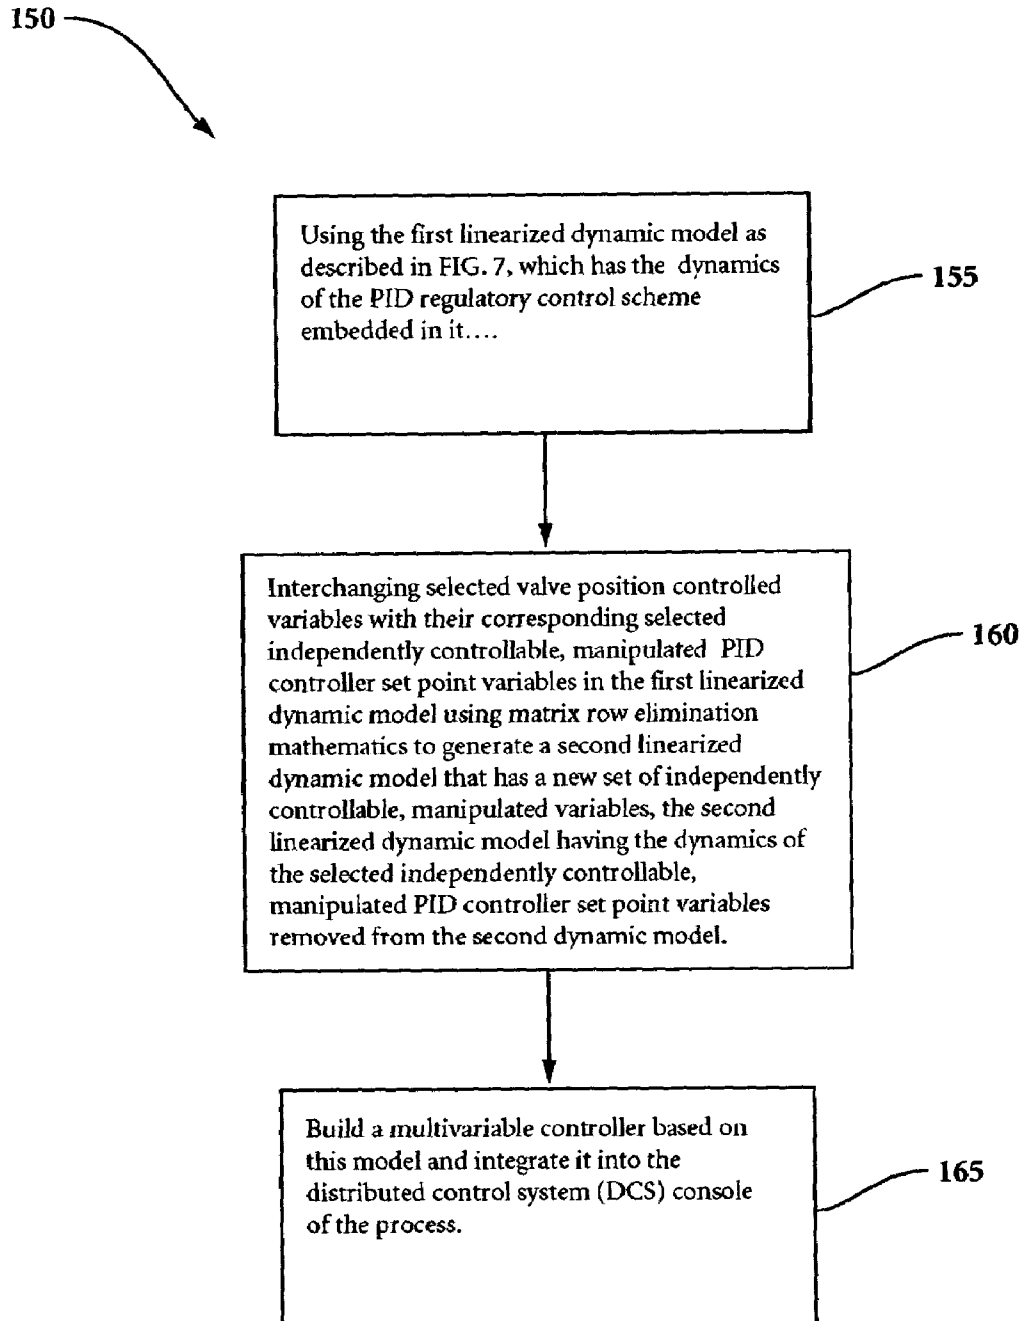 150
Using the first linearized dynamic model as
described in FIG. 7, which has the dynamics
of the PID regulatory control scheme
embedded in it....
155
Interchanging selected valve position controlled
variables with their corresponding selected
independently controllable, manipulated PID
controller set point variables in the first linearized
dynamic model using matrix row elimination
mathematics to generate a second linearized
dynamic model that has a new set of independently
controllable, manipulated variables, the second
linearized dynamic model having the dynamics of
the selected independently controllable,
manipulated PID controller set point variables
removed from the second dynamic model.
160
Build a multivariable controller based on
this model and integrate it into the
distributed control system (DCS) console
of the process.
165